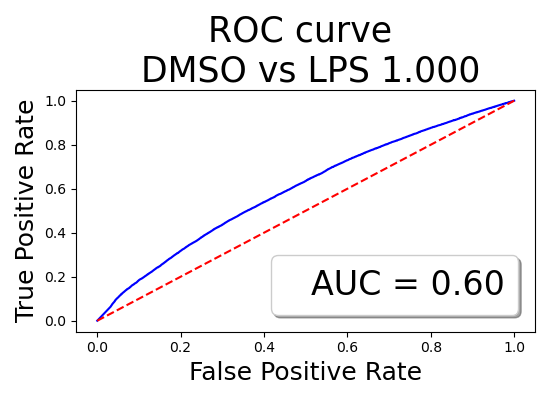 ROC curve
DMSO vs LPS 1.000
True Positive Rate
1.0
0.8
0.6
0.4
0.2
0.0
AUC = 0.60
0.0 0.2 0.4 0.6 0.8 1.0
False Positive Rate